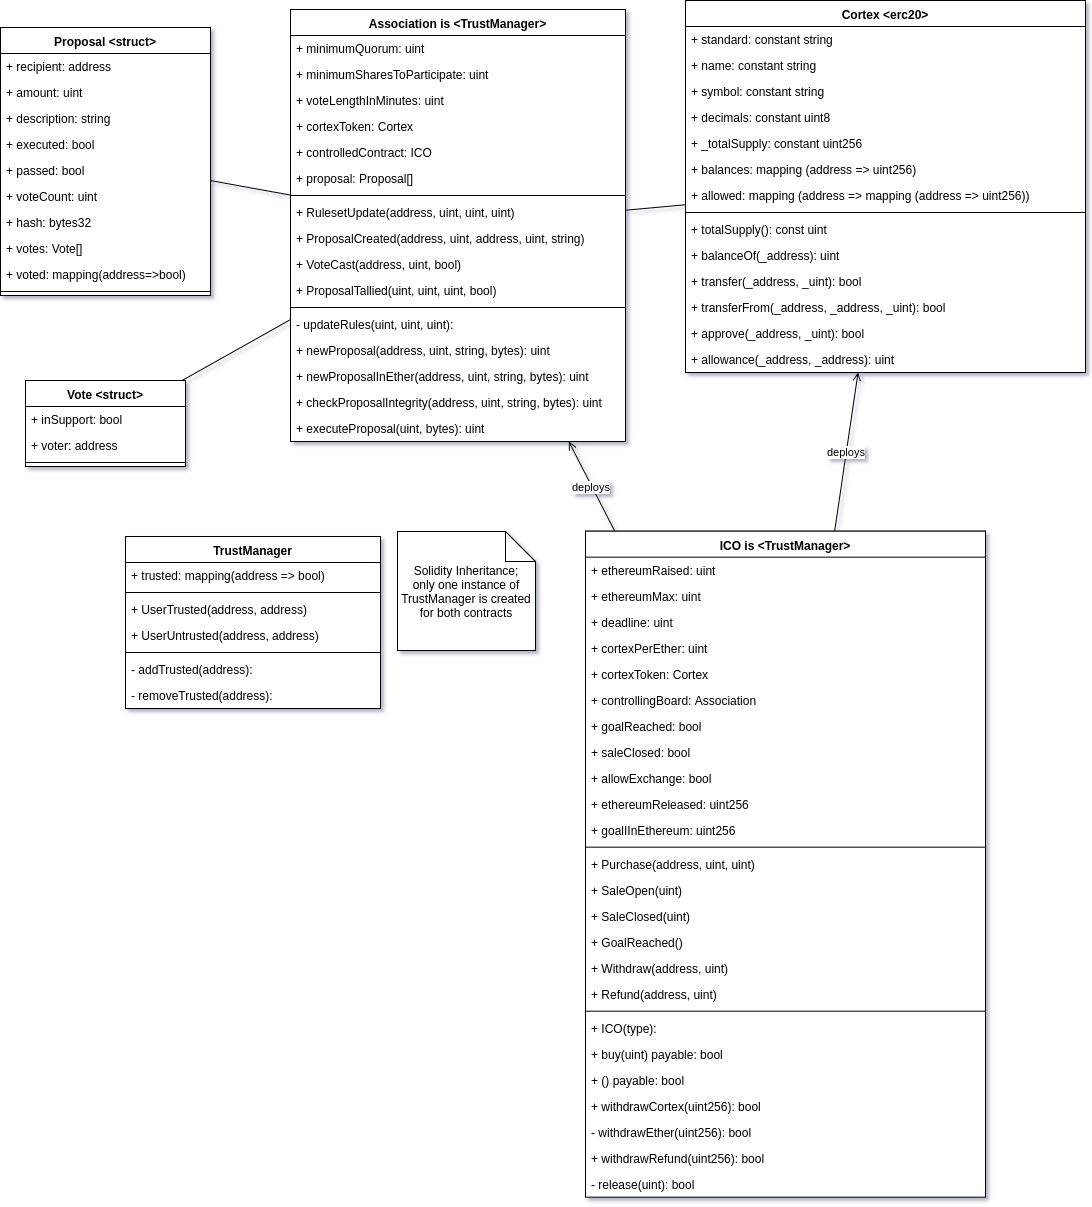 Proposal <struct>
+ recipient: address
+ amount: uint
+ description: string
+ executed: bool
+ passed: bool
+ voteCount: uint
+ hash: bytes32
+ votes: Vote[]
+ voted: mapping(address=>bool)
Association is <TrustManager>
+ minimumQuorum: uint
+ minimumSharesToParticipate: uint
+ voteLengthInMinutes: uint
+ cortexToken: Cortex
+ controlledContract: ICO
+ proposal: Proposal[]
+ RulesetUpdate(address, uint, uint, uint)
+ ProposalCreated(address, uint, address, uint, string)
+ VoteCast(address, uint, bool)
+ ProposalTallied(uint, uint, uint, bool)
- updateRules(uint, uint, uint):
+ newProposal(address, uint, string, bytes): uint
+ newProposalInEther(address, uint, string, bytes): uint
+ checkProposalIntegrity(address, uint, string, bytes): uint
+ executeProposal(uint, bytes): uint
Cortex <erc20>
+ standard: constant string
+ name: constant string
+ symbol: constant string
+ decimals: constant uint8
+ _totalSupply: constant uint256
+ balances: mapping (address => uint256)
+ allowed: mapping (address => mapping (address => uint256))
+ totalSupply(): const uint
+ balanceOf(_address): uint
+ transfer(_address, _uint): bool
+ transferFrom(_address, _address, _uint): bool
+ approve(_address, _uint): bool
+ allowance(_address, _address): uint
Vote <struct>
+ inSupport: bool
+ voter: address
deploys
deploys
TrustManager
+ trusted: mapping(address => bool)
+ UserTrusted(address, address)
+ UserUntrusted(address, address)
- addTrusted(address):
- removeTrusted(address):
Solidity Inheritance;
only one instance of
TrustManager is created
for both contracts
ICO is <TrustManager>
+ ethereumRaised: uint
+ ethereumMax: uint
+ deadline: uint
+ cortexPerEther: uint
+ cortexToken: Cortex
+ controllingBoard: Association
+ goalReached: bool
+ saleClosed: bool
+ allowExchange: bool
+ ethereumReleased: uint256
+ goalIInEthereum: uint256
+ Purchase(address, uint, uint)
+ SaleOpen(uint)
+ SaleClosed(uint)
+ GoalReached()
+ Withdraw(address, uint)
+ Refund(address, uint)
+ ICO(type):
+ buy(uint) payable: bool
+ () payable: bool
+ withdrawCortex(uint256): bool
- withdrawEther(uint256): bool
+ withdrawRefund(uint256): bool
- release(uint): bool